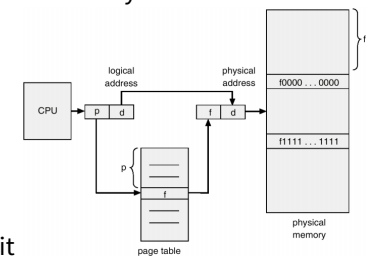 logical
address
physical
address
f
f0000 . . . 0000
CPU
p
d
f
d
f1111 . . . 1111
p
f
physical
memory
it
page table